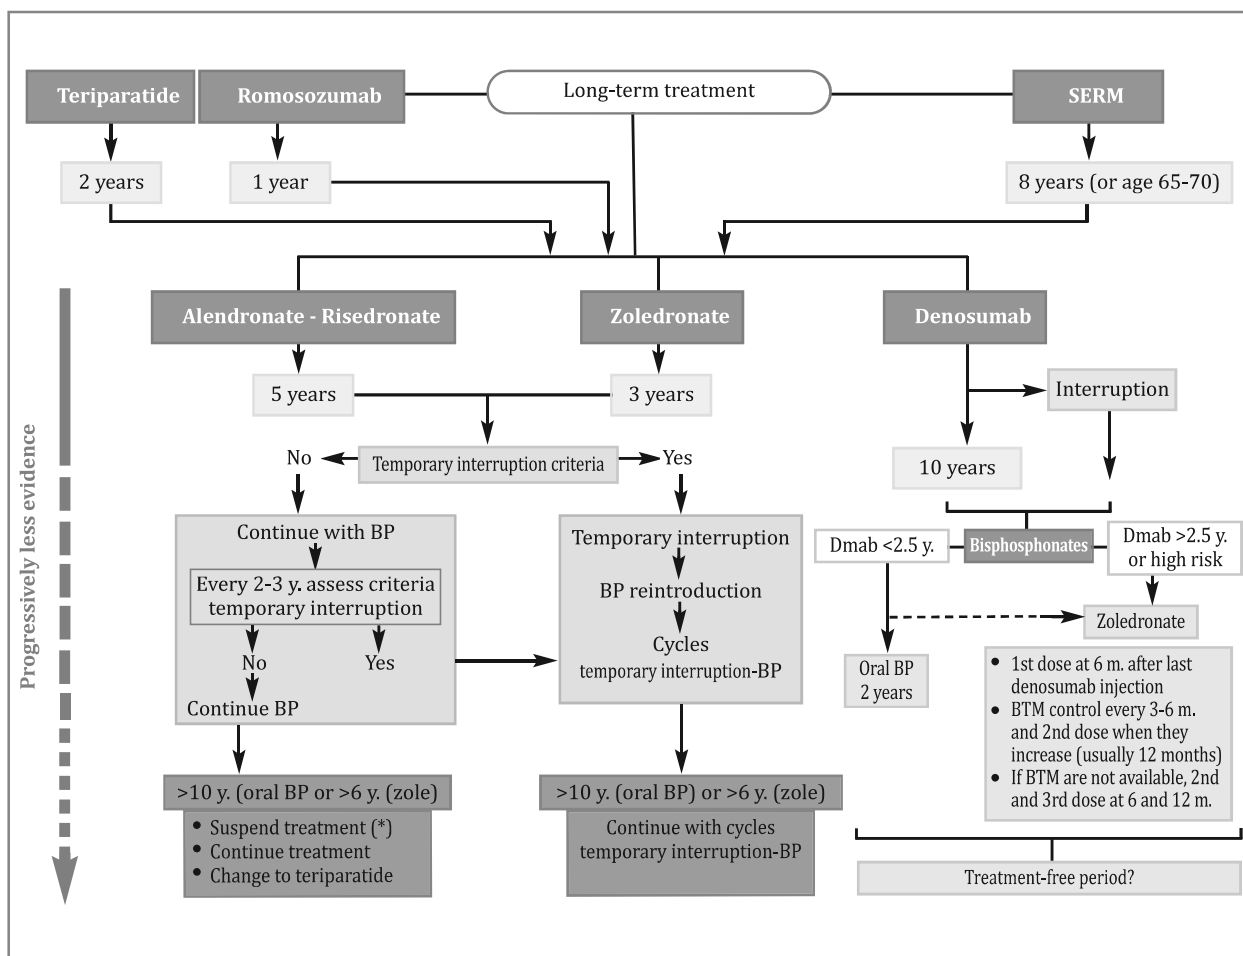 Long-term treatment
Teriparatide
Romosozumab
SERM
2 years
1 year
8 years (or age 65-70)
Alendronate - Risedronate
Zoledronate
Denosumab
5 years
3 years
Interruption
10 years
No
Temporary interruption criteria
Yes
Continue with BP
Every 2-3 y. assess criteria
temporary interruption
No
Yes
Continue BP
Temporary interruption
BP reintroduction
Cycles
temporary interruption-BP
Dmab <2.5 y.
Bisphosphonates
Dmab >2.5 y.
or high risk
Zoledronate
Oral BP
2 years
• 1st dose at 6 m. after last
denosumab injection
• BTM control every 3-6 m.
and 2nd dose when they
increase (usually 12 months)
• If BTM are not available, 2nd
and 3rd dose at 6 and 12 m.
>10 y. (oral BP or >6 y. (zole)
• Suspend treatment (*)
• Continue treatment
• Change to teriparatide
>10 y. (oral BP) or >6 y. (zole)
Continue with cycles
temporary interruption-BP
Treatment-free period?
Progressively less evidence